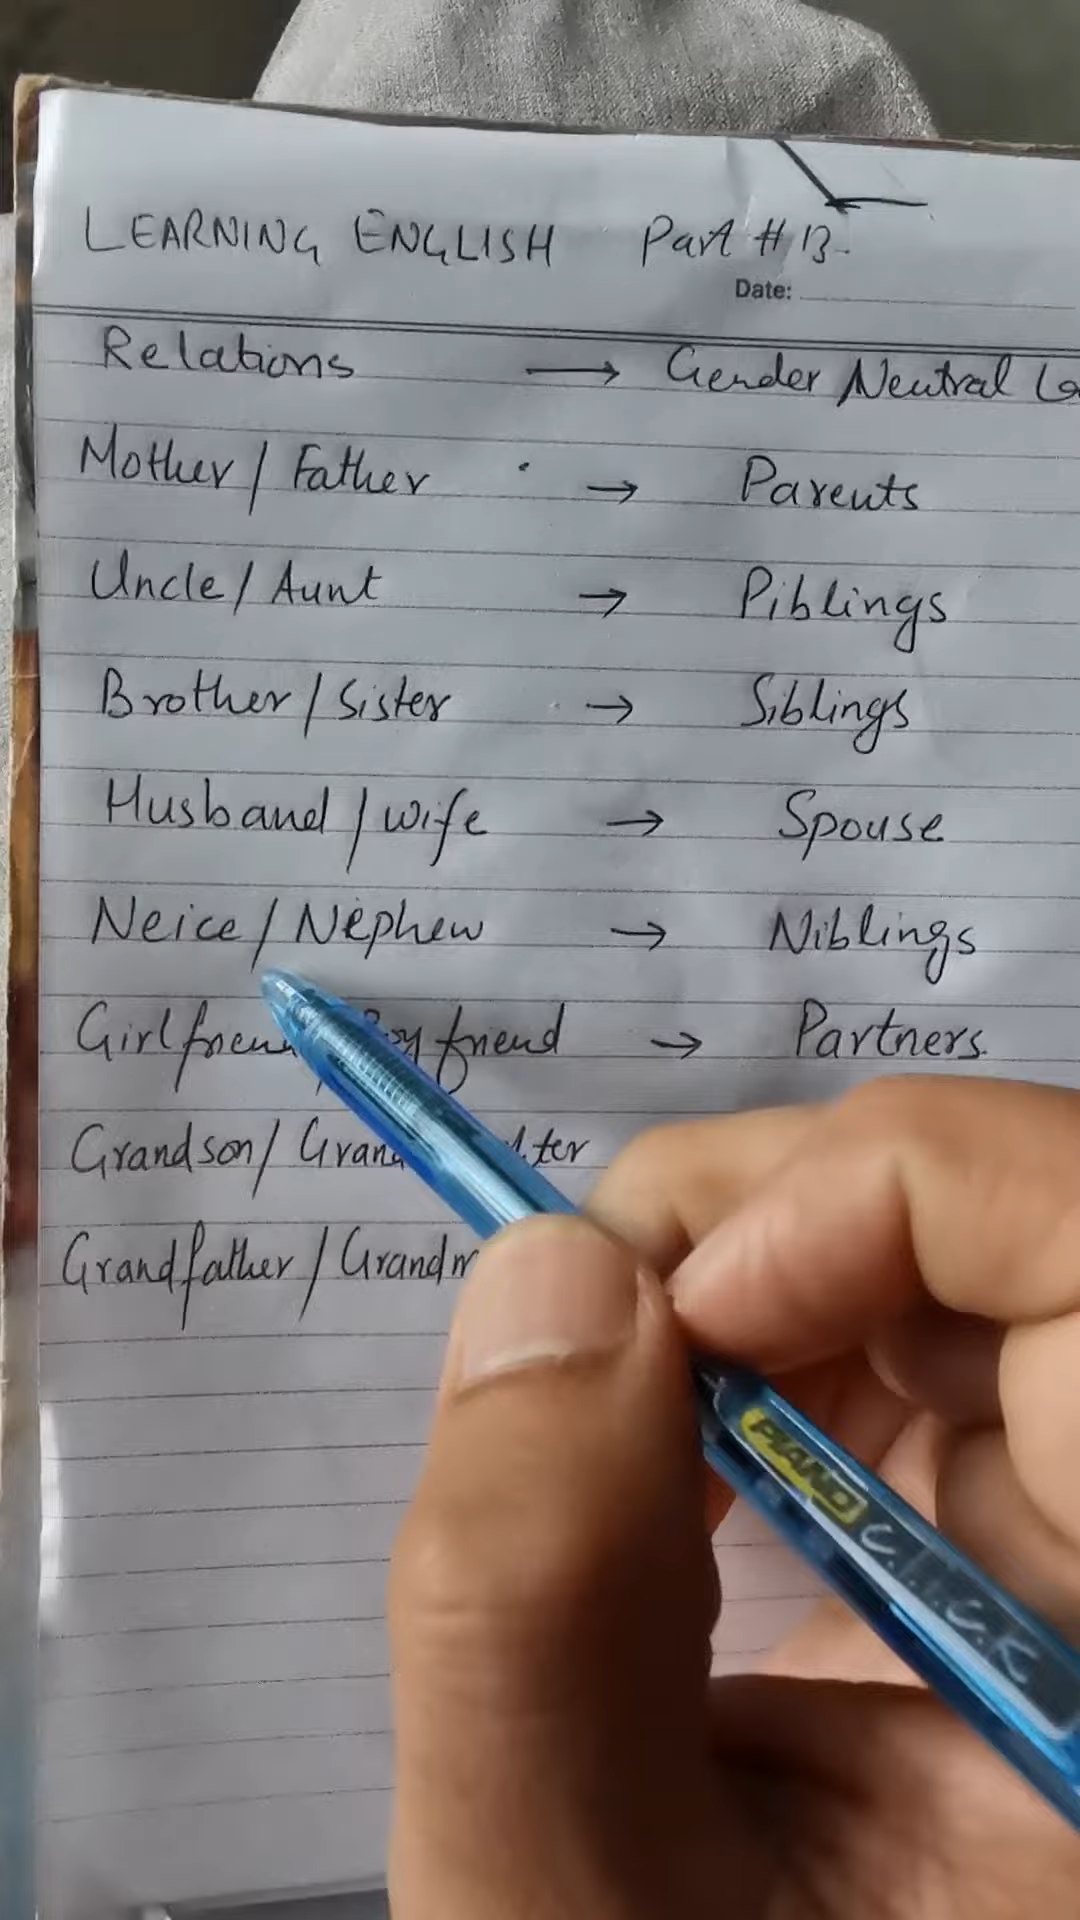 LEARNING ENGLISH Part # 13
Date:
Relations → Gender Neutral
Mother / Father → Parents
Uncle / Aunt → Piblings
Brother / Sister → Siblings
Husband / wife → Spouse
Neice / Nephew → Niblings
Girlfriend / Boyfriend → Partners
Grandson /
Grandfather /
PIANO